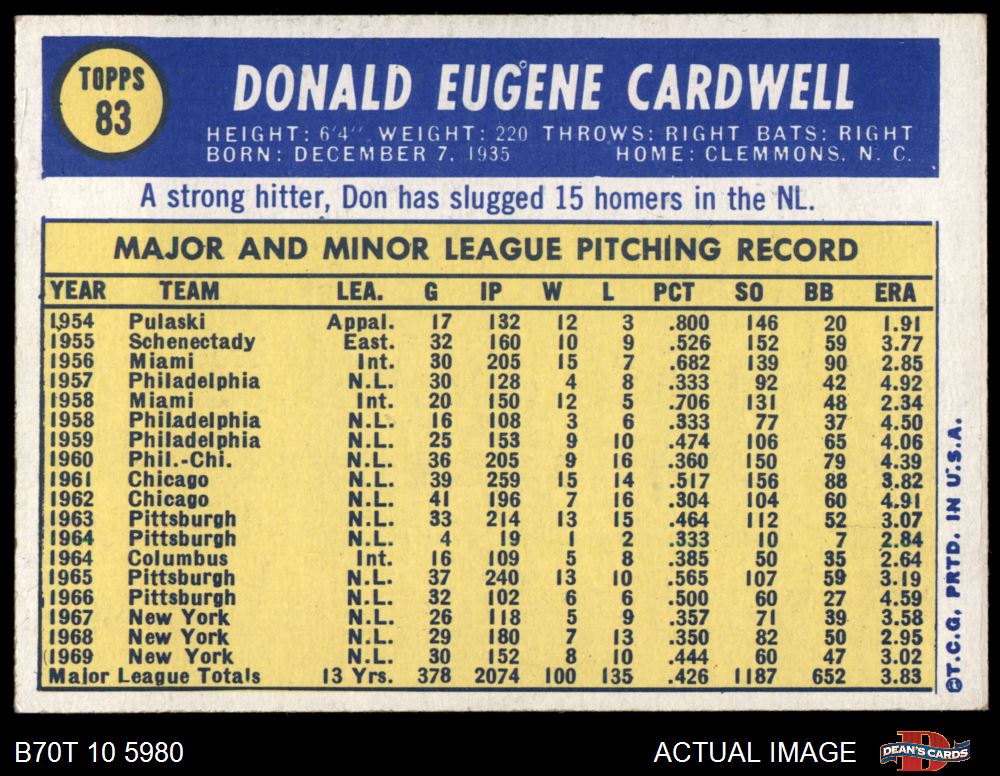 TOPPS
83
DONALD EUGENE CARDWELL
HEIGHT: 6'4". WEIGHT: 220 THROWS: RIGHT BATS: RIGHT
BORN: DECEMBER 7, 1935 HOME: CLEMMONS, N. C.
A strong hitter, Don has slugged 15 homers in the NL.
MAJOR AND MINOR LEAGUE PITCHING RECORD
YEAR TEAM LEA. G IP W L PCT SO BB ERA
1954 Pulaski Appal. 17 132 12 3 .800 146 20 1.91
1955 Schenectady East. 32 160 10 9 .526 152 59 3.77
1956 Miami Int. 30 205 15 7 .682 139 90 2.85
1957 Philadelphia N.L. 30 128 4 8 .333 92 42 4.92
1958 Miami Int. 20 150 12 5 .706 131 48 2.34
1958 Philadelphia N.L. 16 108 3 6 .333 77 37 4.50
1959 Philadelphia N.L. 25 153 9 10 .474 106 65 4.06
1960 Phil.-Chi. N.L. 36 205 9 16 .360 150 79 4.39
1961 Chicago N.L. 39 259 15 14 .517 156 88 3.82
1962 Chicago N.L. 41 196 7 16 .304 104 60 4.91
1963 Pittsburgh N.L. 33 214 13 15 .464 112 52 3.07
1964 Pittsburgh N.L. 4 19 1 2 .333 10 7 2.84
1964 Columbus Int. 16 109 5 8 .385 50 35 2.64
1965 Pittsburgh N.L. 37 240 13 10 .565 107 59 3.19
1966 Pittsburgh N.L. 32 102 6 6 .500 60 27 4.59
1967 New York N.L. 26 118 5 9 .357 71 39 3.58
1968 New York N.L. 29 180 7 13 .350 82 50 2.95
1969 New York N.L. 30 152 8 10 .444 60 47 3.02
Major League Totals 13 Yrs. 378 2074 100 135 .426 1187 652 3.83
©T.C.G. PRTD. IN U.S.A.
B70T 10 5980
ACTUAL IMAGE
DEAN'S CARDS